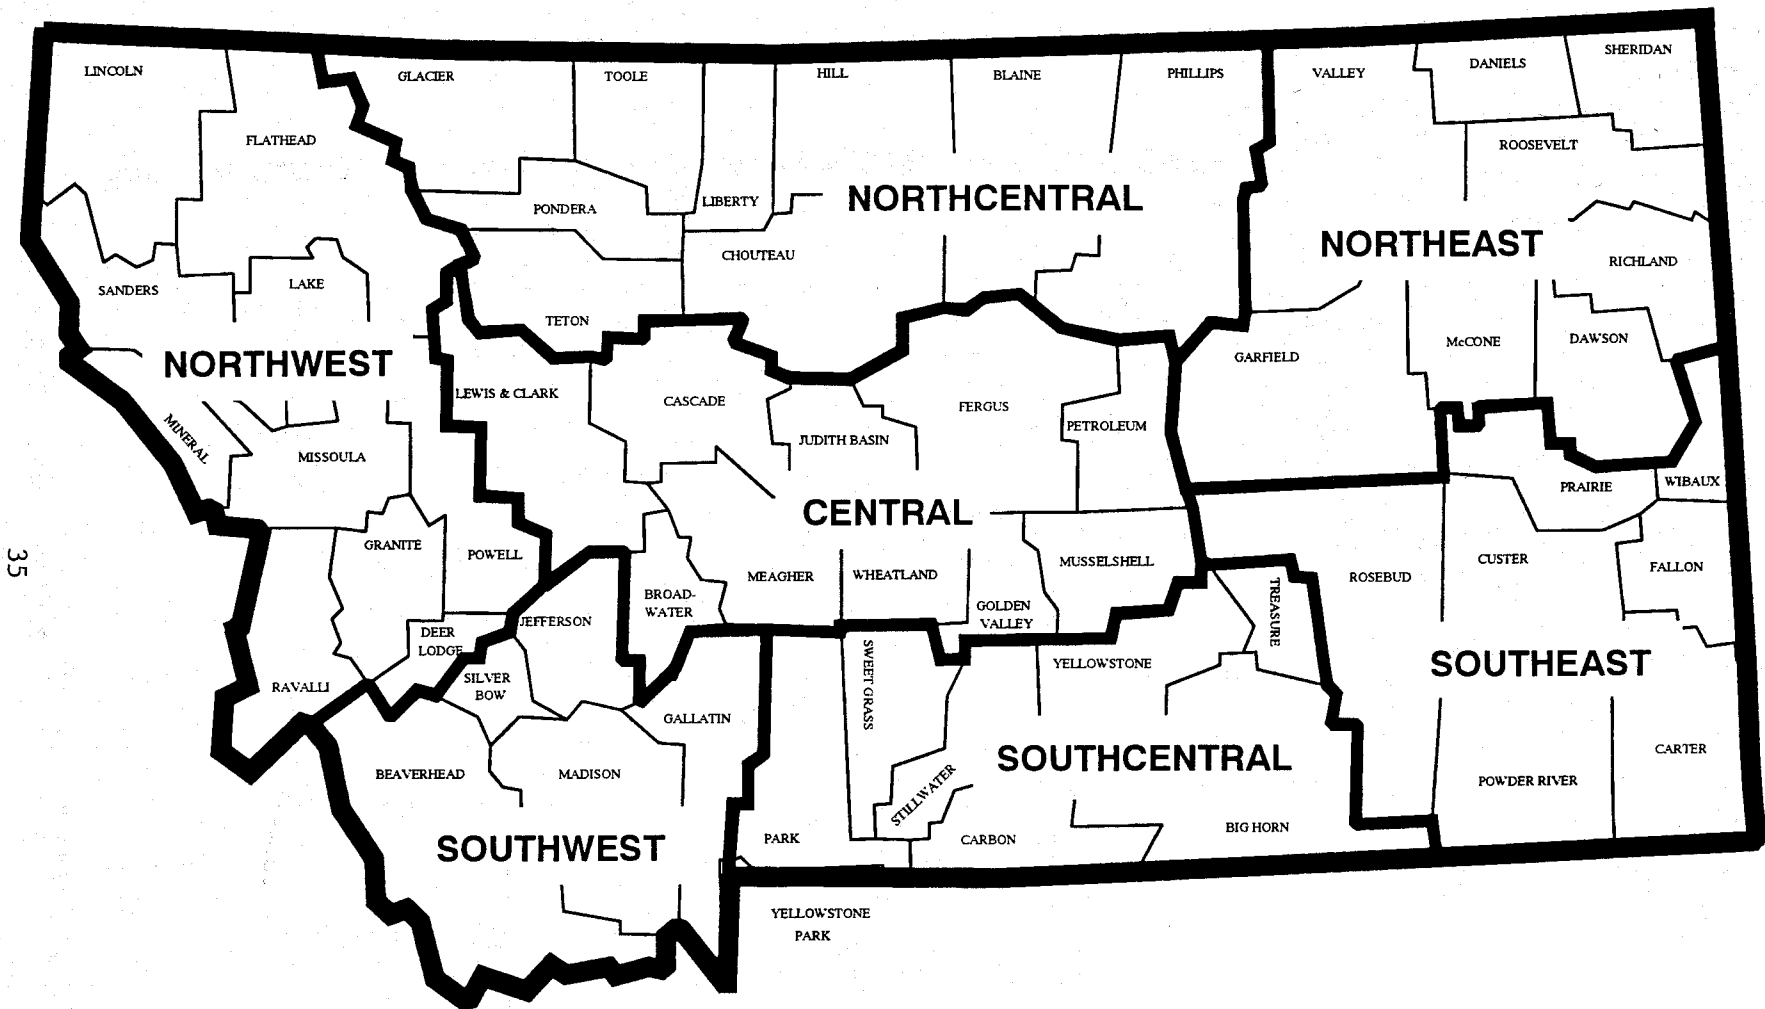 LINCOLN
GLACIER
TOOLE
HILL
BLAINE
PHILLIPS
VALLEY
DANIELS
SHERIDAN
FLATHEAD
ROOSEVELT
PONDERA
LIBERTY
NORTHCENTRAL
NORTHEAST
CHOUTEAU
RICHLAND
SANDERS
LAKE
TETON
McCONE
DAWSON
GARFIELD
NORTHWEST
LEWIS & CLARK
CASCADE
FERGUS
PETROLEUM
JUDITH BASIN
MINERAL
MISSOULA
PRAIRIE
WIBAUX
CENTRAL
GRANITE
POWELL
MEAGHER
WHEATLAND
MUSSELSHELL
ROSEBUD
CUSTER
FALLON
35
BROAD-
WATER
GOLDEN
VALLEY
TREASURE
JEFFERSON
DEER
LODGE
SILVER
BOW
RAVALLI
SWEET GRASS
YELLOWSTONE
SOUTHEAST
GALLATIN
BEAVERHEAD
MADISON
SOUTHCENTRAL
CARTER
POWDER RIVER
STILLWATER
SOUTHWEST
PARK
CARBON
BIG HORN
YELLOWSTONE
PARK